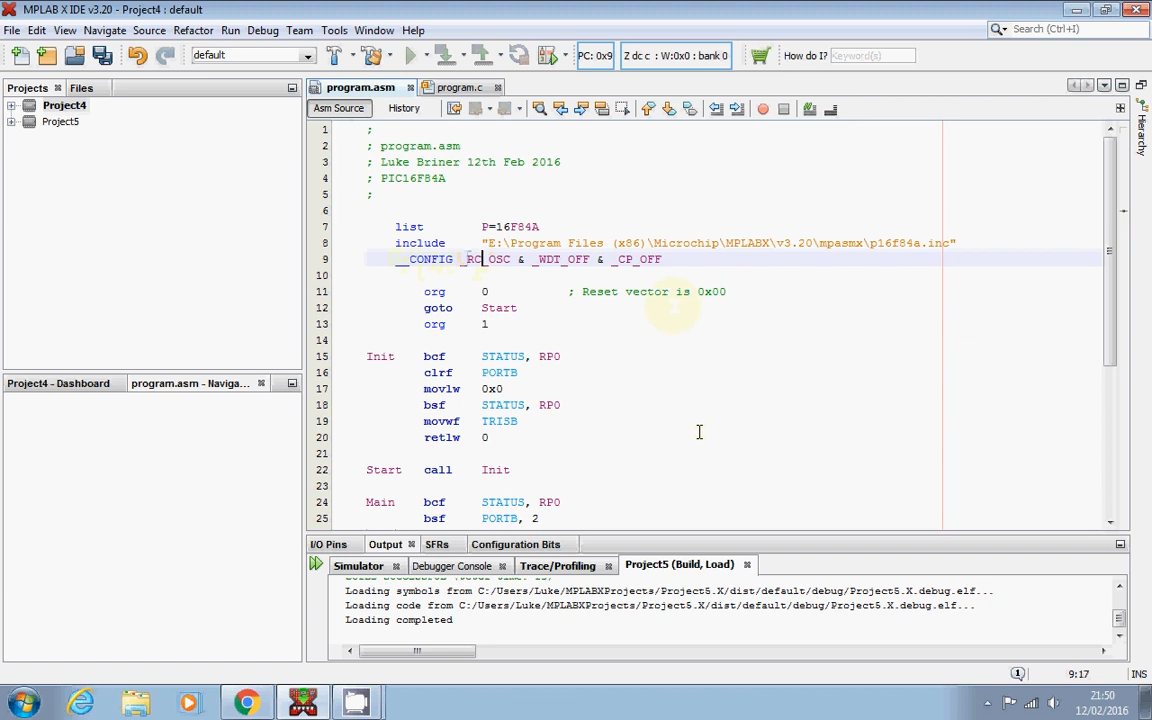 MPLAB X IDE v3.20 - Project4 : default
File Edit View Navigate Source Refactor Run Debug Team Tools Window Help
Search (Ctrl+I)
default
PC: 0x9
Z dc c : W:0x0 : bank 0
How do I?
Keyword(s)
Projects
Files
Project4
Project5
program.asm
program.c
Asm Source
History
Hierarchy
1 ;
2 ; program.asm
3 ; Luke Briner 12th Feb 2016
4 ; PIC16F84A
5 ;
6
7 list P=16F84A
8 include "E:\Program Files (x86)\Microchip\MPLABX\v3.20\mpasmx\p16f84a.inc"
9 __CONFIG _RC_OSC & _WDT_OFF & _CP_OFF
10
11 org 0 ; Reset vector is 0x00
12 goto Start
13 org 1
14
15 Init bcf STATUS, RP0
16 clrf PORTB
17 movlw 0x0
18 bsf STATUS, RP0
19 movwf TRISB
20 retlw 0
21
22 Start call Init
23
24 Main bcf STATUS, RP0
25 bsf PORTB, 2
Project4 - Dashboard
program.asm - Naviga...
I/O Pins
Output
SFRs
Configuration Bits
Simulator
Debugger Console
Trace/Profiling
Project5 (Build, Load)
Loading symbols from C:/Users/Luke/MPLABXProjects/Project5.X/dist/default/debug/Project5.X.debug.elf...
Loading code from C:/Users/Luke/MPLABXProjects/Project5.X/dist/default/debug/Project5.X.debug.elf...
Loading completed
1
9:17
INS
21:50
12/02/2016